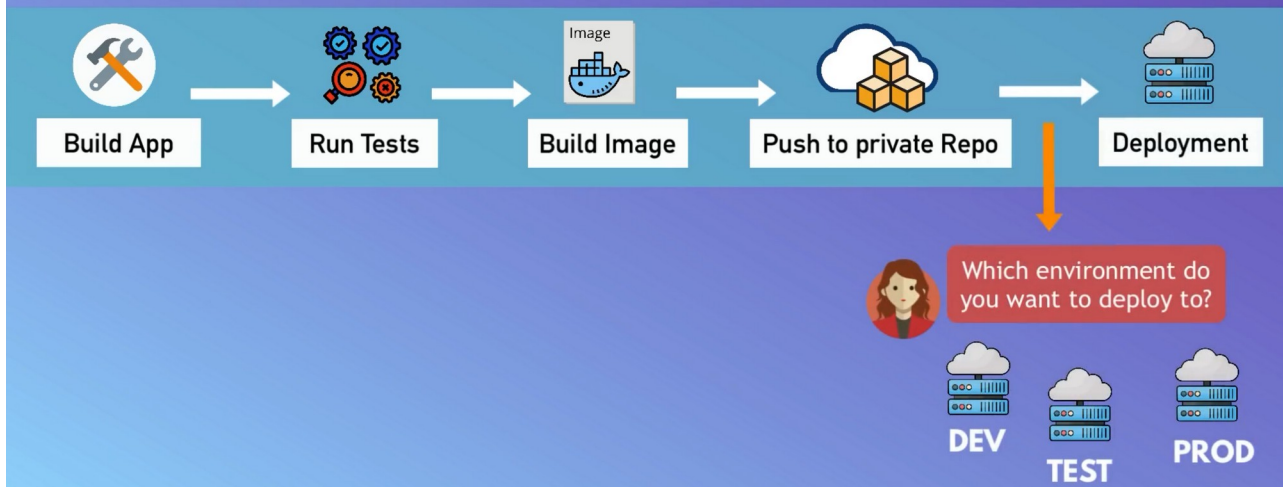 Image
Build App
Run Tests
Build Image
Push to private Repo
Deployment
Which environment do
you want to deploy to?
DEV
TEST
PROD